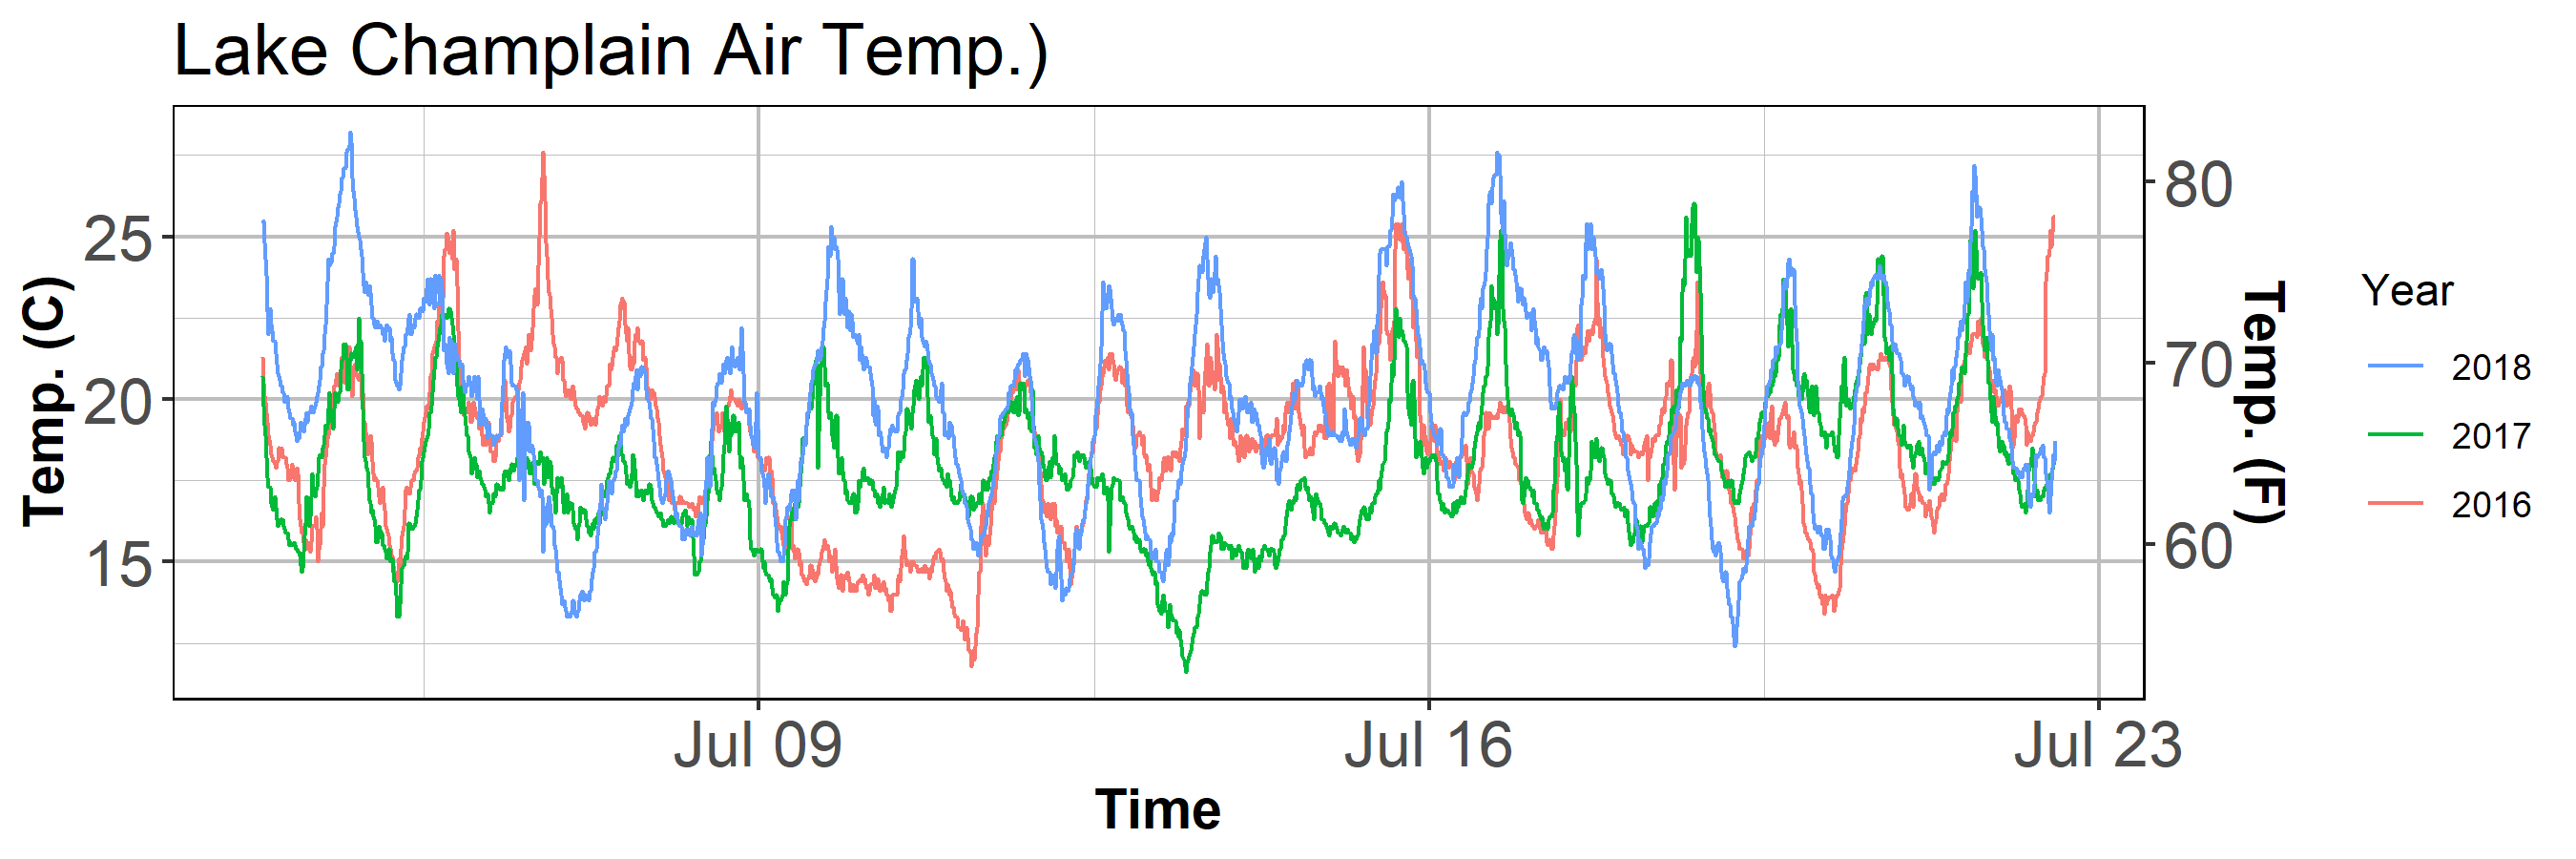 Lake Champlain Air Temp.)
Temp. (C)
25
20
15
80
70
60
Temp. (F)
Jul 09
Jul 16
Jul 23
Time
Year
2018
2017
2016